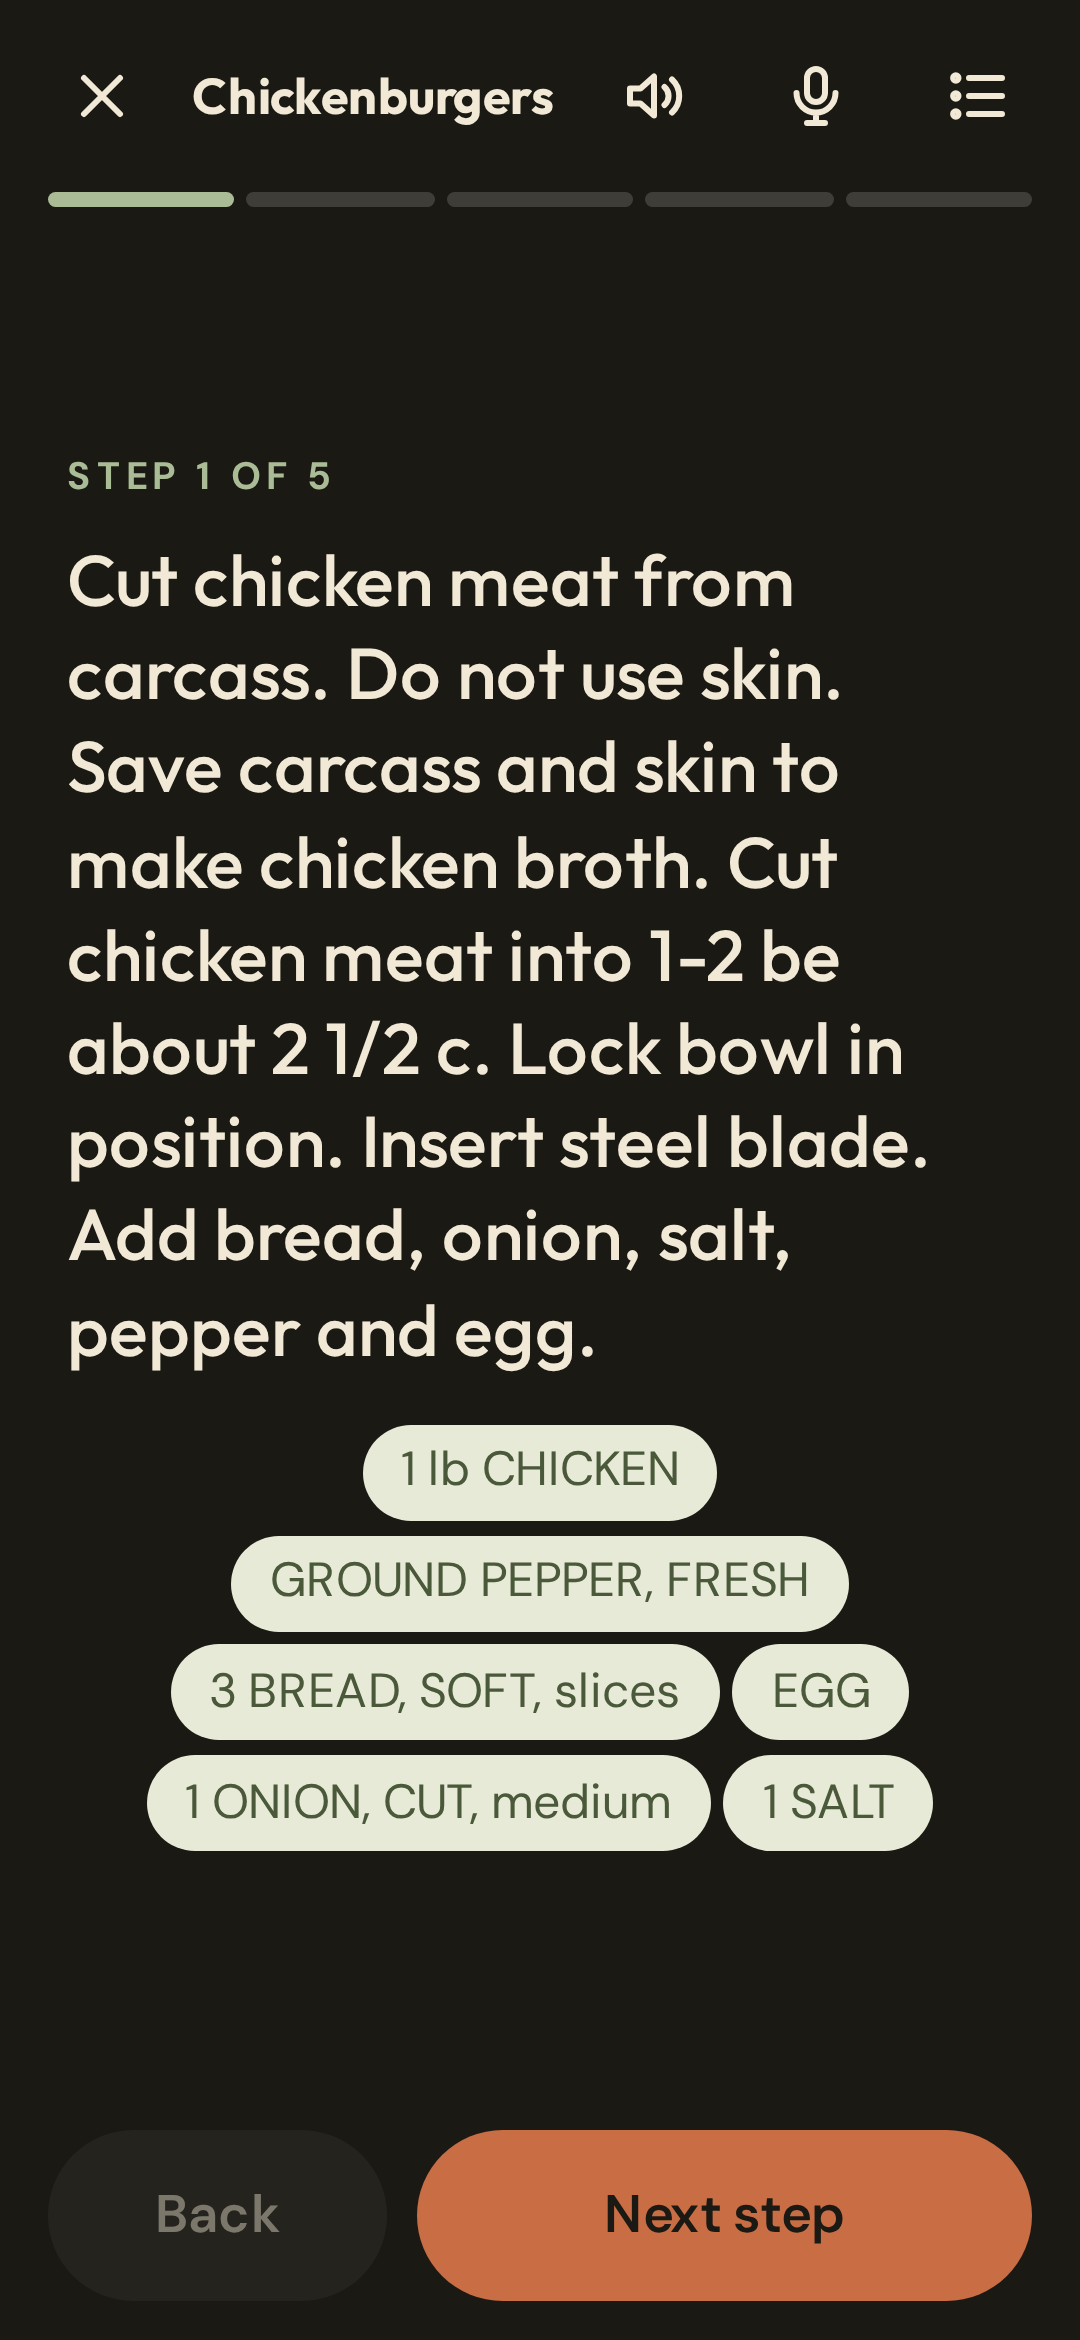 Chickenburgers
STEP 1 OF 5
Cut chicken meat from
carcass. Do not use skin.
Save carcass and skin to
make chicken broth. Cut
chicken meat into 1-2 be
about 2 1/2 c. Lock bowl in
position. Insert steel blade.
Add bread, onion, salt,
pepper and egg.
1 lb CHICKEN
GROUND PEPPER, FRESH
3 BREAD, SOFT, slices EGG
1 ONION, CUT, medium 1 SALT
Back Next step